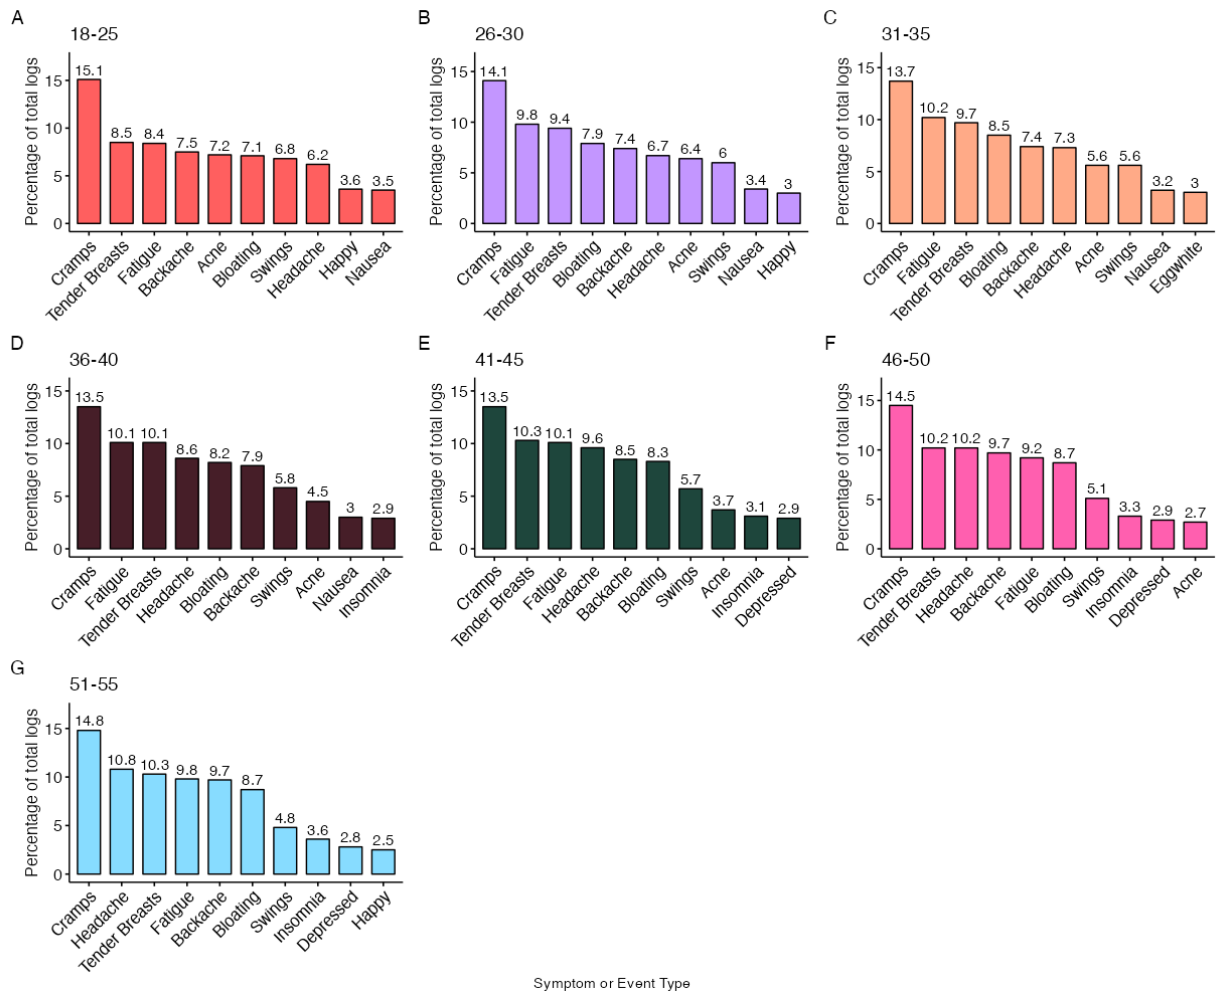 A
18-25
Percentage of total logs
15
10
5
0
15.1
8.5
8.4
7.5
7.2
7.1
6.8
6.2
3.6
3.5
Cramps
Tender Breasts
Fatigue
Backache
Acne
Bloating
Swings
Headache
Happy
Nausea
B
26-30
Percentage of total logs
15
10
5
0
14.1
9.8
9.4
7.9
7.4
6.7
6.4
6
3.4
3
Cramps
Fatigue
Tender Breasts
Bloating
Backache
Headache
Acne
Swings
Nausea
Happy
C
31-35
Percentage of total logs
15
10
5
0
13.7
10.2
9.7
8.5
7.4
7.3
5.6
5.6
3.2
3
Cramps
Fatigue
Tender Breasts
Bloating
Backache
Headache
Acne
Swings
Nausea
Eggwhite
D
36-40
Percentage of total logs
15
10
5
0
13.5
10.1
10.1
8.6
8.2
7.9
5.8
4.5
3
2.9
Cramps
Fatigue
Tender Breasts
Headache
Bloating
Backache
Swings
Acne
Nausea
Insomnia
E
41-45
Percentage of total logs
15
10
5
0
13.5
10.3
10.1
9.6
8.5
8.3
5.7
3.7
3.1
2.9
Cramps
Tender Breasts
Fatigue
Headache
Backache
Bloating
Swings
Acne
Insomnia
Depressed
F
46-50
Percentage of total logs
15
10
5
0
14.5
10.2
10.2
9.7
9.2
8.7
5.1
3.3
2.9
2.7
Cramps
Tender Breasts
Headache
Backache
Fatigue
Bloating
Swings
Insomnia
Depressed
Acne
G
51-55
Percentage of total logs
15
10
5
0
14.8
10.8
10.3
9.8
9.7
8.7
4.8
3.6
2.8
2.5
Cramps
Headache
Tender Breasts
Fatigue
Backache
Bloating
Swings
Insomnia
Depressed
Happy
Symptom or Event Type